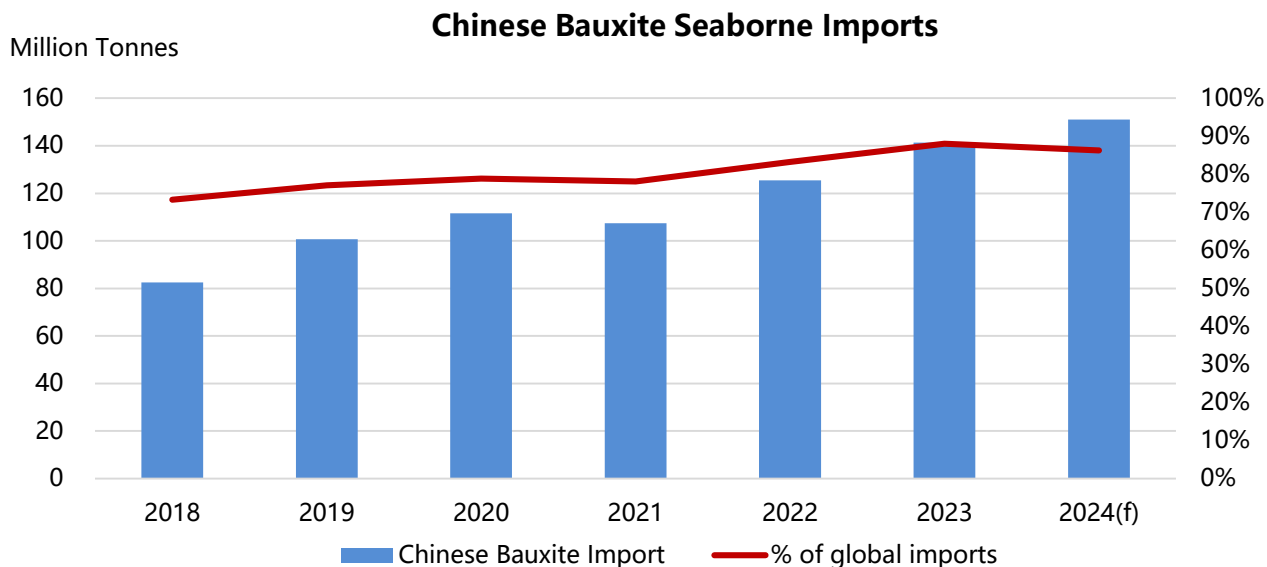 Chinese Bauxite Seaborne Imports
Million Tonnes
160 100%
140 90%
120 80%
100 70%
80 60%
60 50%
40 40%
20 30%
0 20%
10%
0%
2018 2019 2020 2021 2022 2023 2024(f)
Chinese Bauxite Import % of global imports